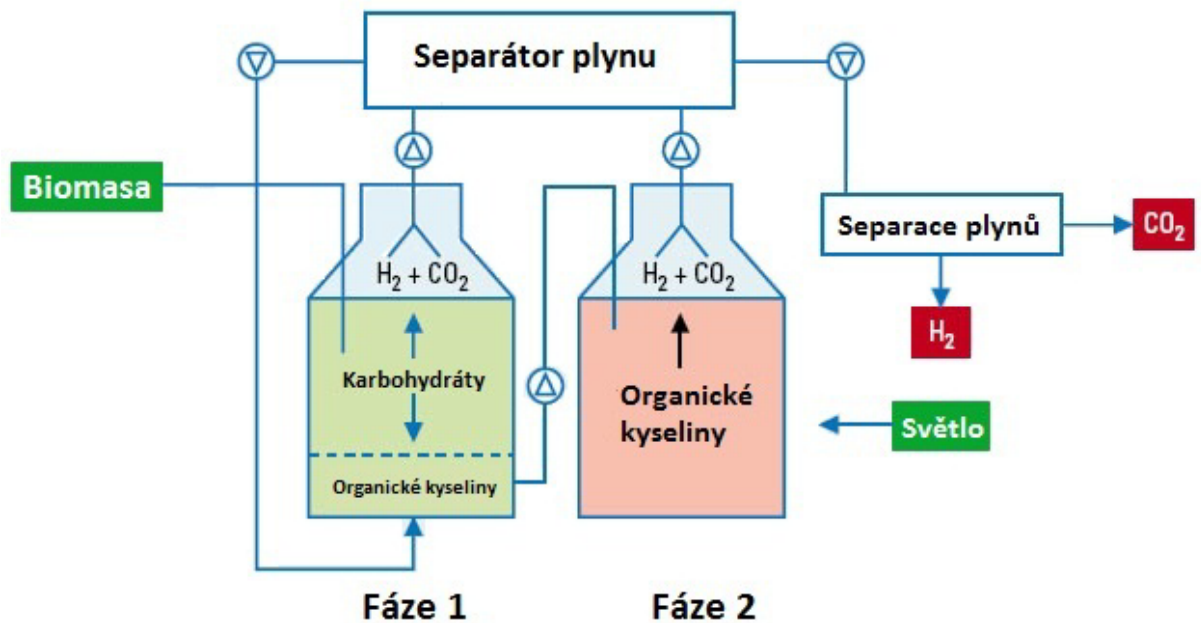 Separátor plynu
Biomasa
Separace plynů
CO₂
H₂ + CO₂
H₂ + CO₂
H₂
Karbohydráty
Organické
kyseliny
Světlo
Organické kyseliny
Fáze 1
Fáze 2